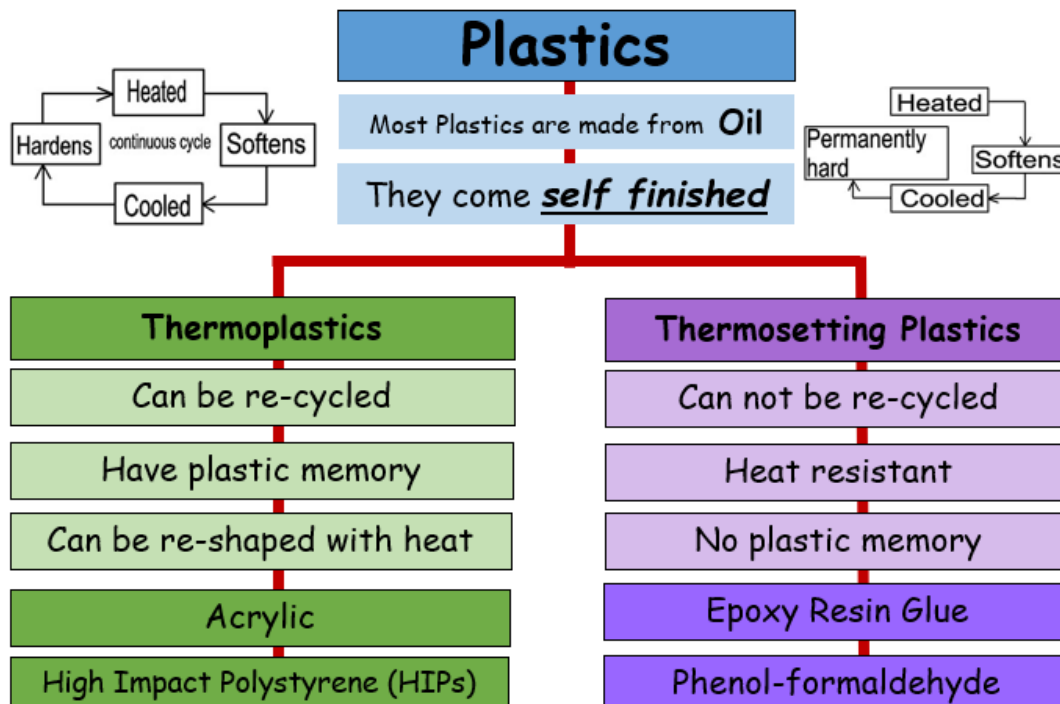 Plastics
Most Plastics are made from Oil
They come self finished
Heated
Hardens
continuous cycle
Softens
Cooled
Heated
Permanently
hard
Softens
Cooled
Thermoplastics
Can be re-cycled
Have plastic memory
Can be re-shaped with heat
Acrylic
High Impact Polystyrene (HIPs)
Thermosetting Plastics
Can not be re-cycled
Heat resistant
No plastic memory
Epoxy Resin Glue
Phenol-formaldehyde